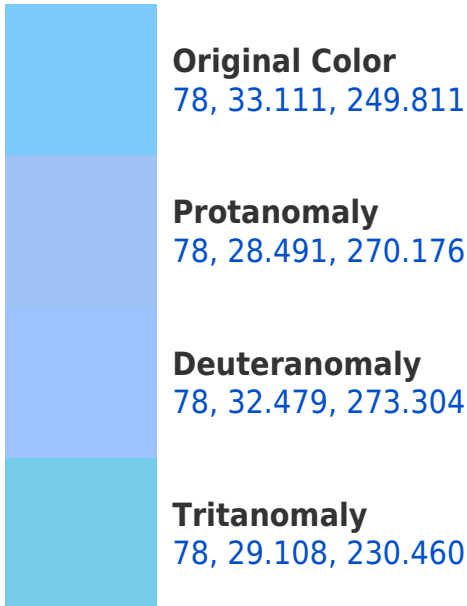 Original Color
78, 33.111, 249.811
Protanomaly
78, 28.491, 270.176
Deuteranomaly
78, 32.479, 273.304
Tritanomaly
78, 29.108, 230.460